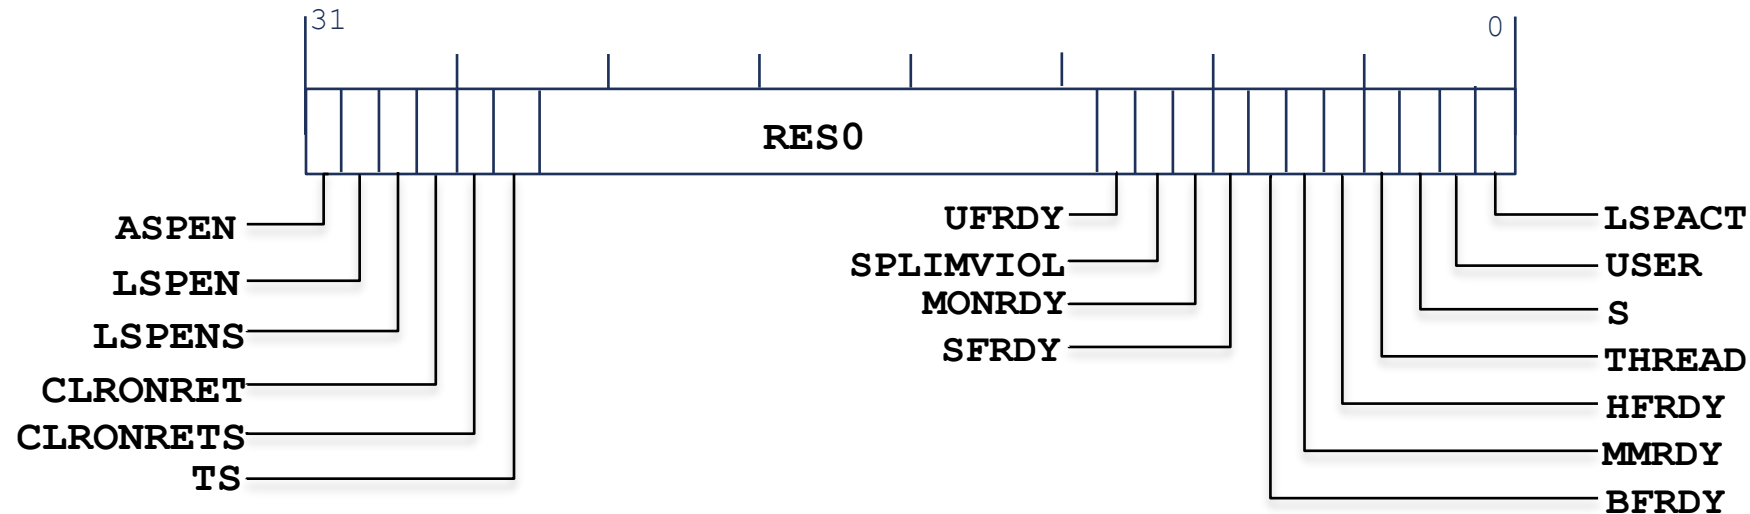 31
0
RES0
ASPEN
LSPEN
LSPENS
CLRONRET
CLRONRETS
TS
UFRDY
SPLIMVIOL
MONRDY
SFRDY
LSPACT
USER
S
THREAD
HFRDY
MMRDY
BFRDY